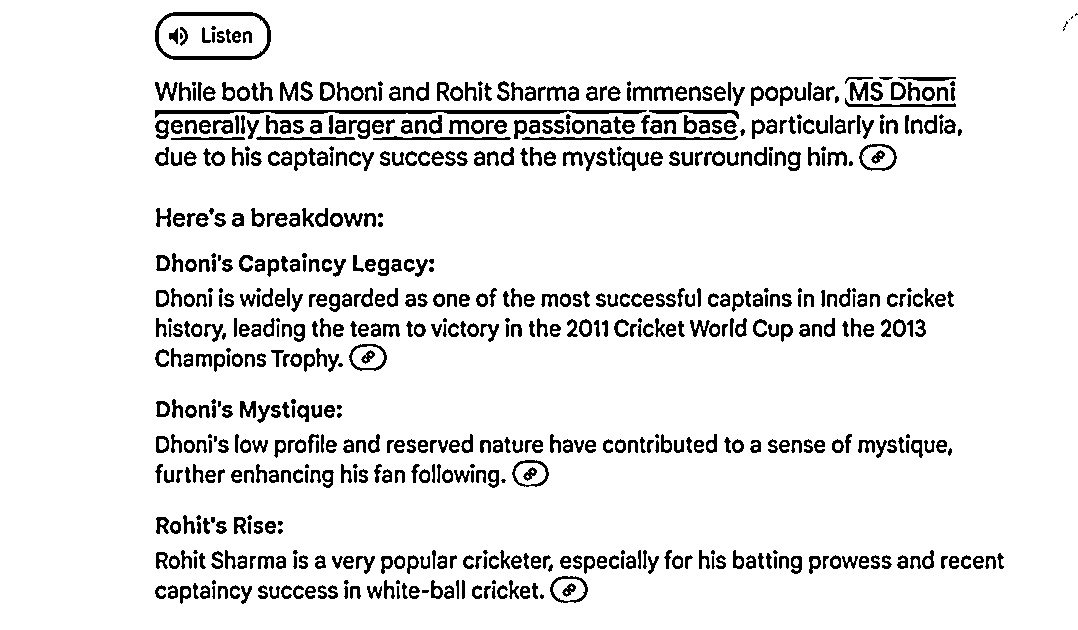 Listen
While both MS Dhoni and Rohit Sharma are immensely popular, MS Dhoni
generally has a larger and more passionate fan base, particularly in India,
due to his captaincy success and the mystique surrounding him.
Here's a breakdown:
Dhoni's Captaincy Legacy:
Dhoni is widely regarded as one of the most successful captains in Indian cricket
history, leading the team to victory in the 2011 Cricket World Cup and the 2013
Champions Trophy.
Dhoni's Mystique:
Dhoni's low profile and reserved nature have contributed to a sense of mystique,
further enhancing his fan following.
Rohit's Rise:
Rohit Sharma is a very popular cricketer, especially for his batting prowess and recent
captaincy success in white-ball cricket.